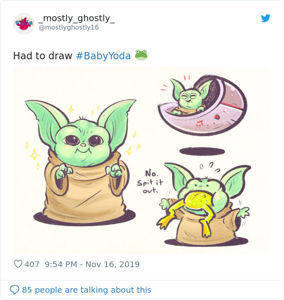 _mostly_ghostly_
@mostlyghostly16
Had to draw #BabyYoda 🐸
No.
Spit it
out.
407 9:54 PM - Nov 16, 2019
85 people are talking about this